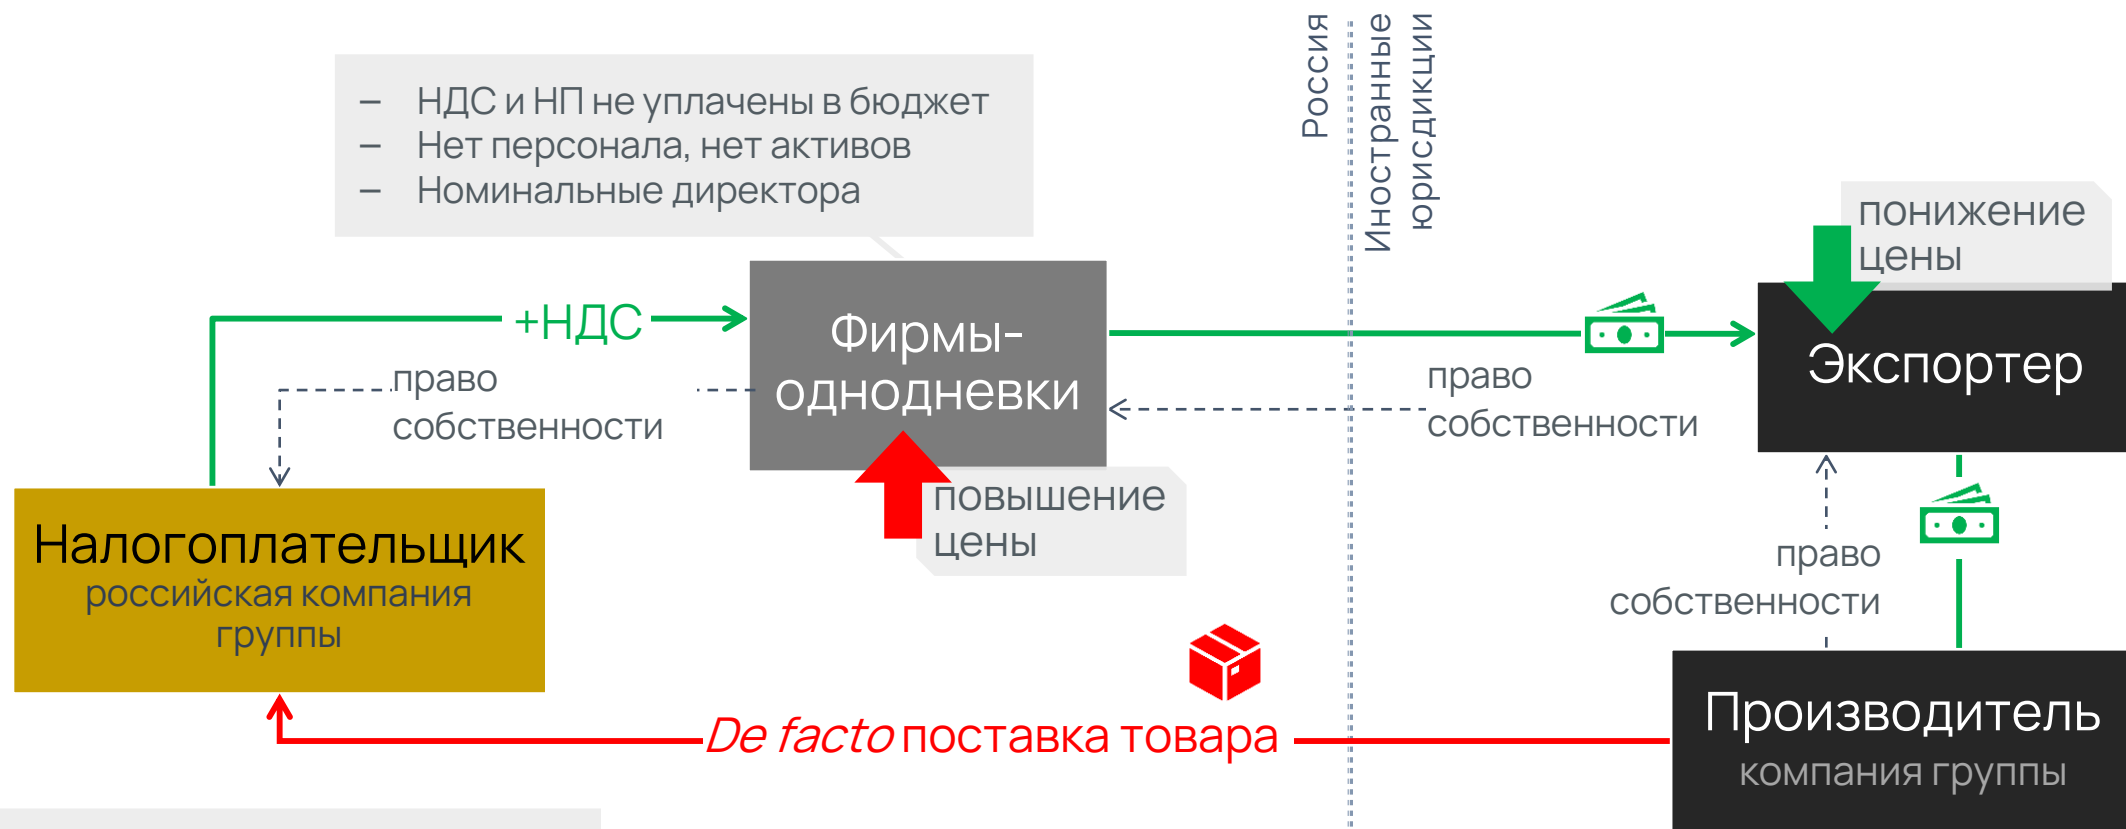 Россия
Иностранные
юрисдикции
– НДС и НП не уплачены в бюджет
– Нет персонала, нет активов
– Номинальные директора
понижение
цены
+НДС
Фирмы-
однодневки
Экспортер
право
собственности
право
собственности
повышение
цены
Налогоплательщик
российская компания
группы
право
собственности
De facto поставка товара
Производитель
компания группы